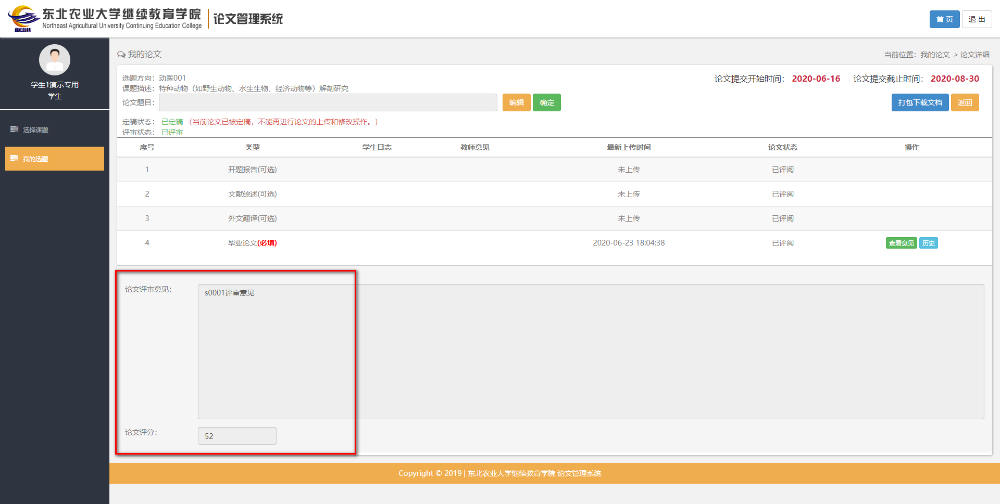 东北农业大学继续教育学院
Northeast Agricultural University Continuing Education College
NEAU
论文管理系统
首 页
退 出
学生1演示专用
学生
选择课题
我的选题
我的论文
当前位置：我的论文 > 论文详细
选题方向：动医001
课题描述：特种动物（如野生动物、水生生物、经济动物等）解剖研究
论文提交开始时间： 2020-06-16 论文提交截止时间： 2020-08-30
论文题目： 编辑 确定 打包下载文档 返回
定稿状态： 已定稿 （当前论文已被定稿，不能再进行论文的上传和修改操作。）
评审状态： 已评审
序号 类型 学生日志 教师意见 最新上传时间 论文状态 操作
1 开题报告(可选) 未上传 已评阅
2 文献综述(可选) 未上传 已评阅
3 外文翻译(可选) 未上传 已评阅
4 毕业论文(必填) 2020-06-23 18:04:38 已评阅 查看意见 历史
论文评审意见： s0001评审意见
论文评分： 52
Copyright © 2019 | 东北农业大学继续教育学院 论文管理系统